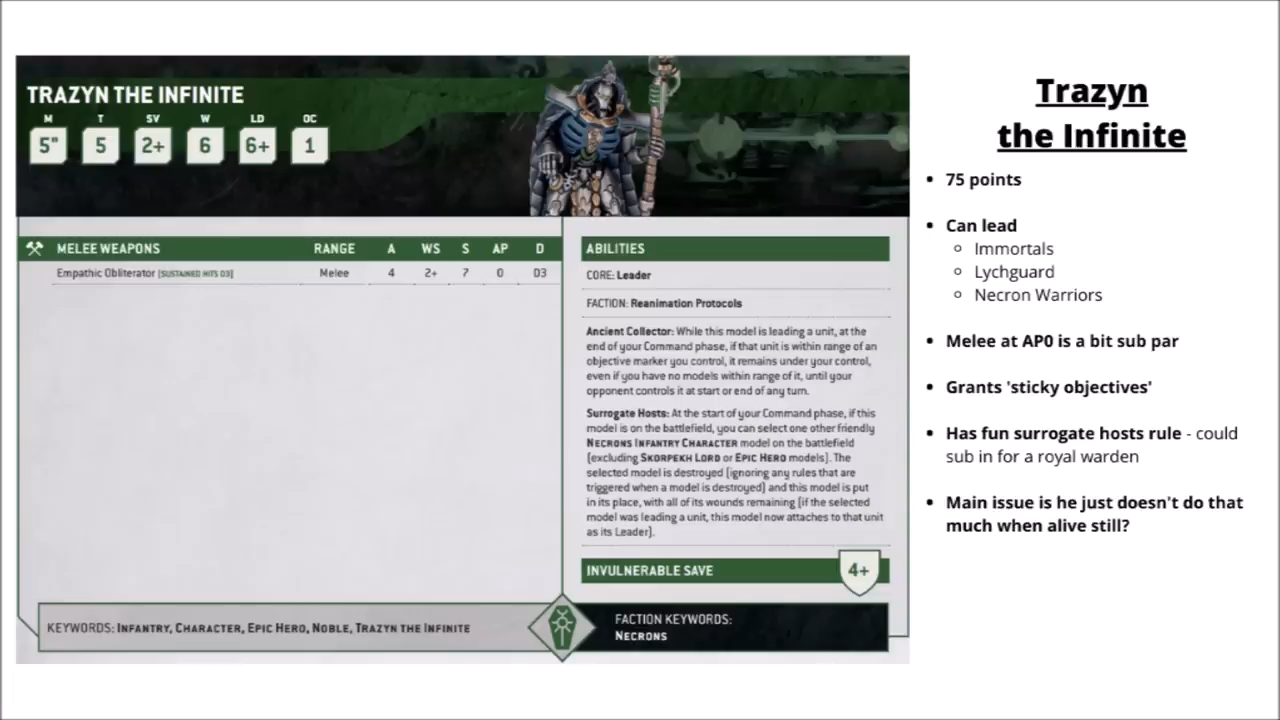 TRAZYN THE INFINITE
M T SV W LD OC
5" 5 2+ 6 6+ 1
MELEE WEAPONS RANGE A WS S AP D
Empathic Obliterator [SUSTAINED HITS D3] Melee 4 2+ 7 0 D3
ABILITIES
CORE: Leader
FACTION: Reanimation Protocols
Ancient Collector: While this model is leading a unit, at the
end of your Command phase, if that unit is within range of an
objective marker you control, it remains under your control,
even if you have no models within range of it, until your
opponent controls it at start or end of any turn.
Surrogate Hosts: At the start of your Command phase, if this
model is on the battlefield, you can select one other friendly
NECRONS INFANTRY CHARACTER model on the battlefield
(excluding SKORPEKH LORD or EPIC HERO models). The
selected model is destroyed (ignoring any rules that are
triggered when a model is destroyed) and this model is put
in its place, with all of its wounds remaining (if the selected
model was leading a unit, this model now attaches to that unit
as its Leader).
INVULNERABLE SAVE 4+
KEYWORDS: INFANTRY, CHARACTER, EPIC HERO, NOBLE, TRAZYN THE INFINITE
FACTION KEYWORDS:
NECRONS
Trazyn
the Infinite
• 75 points
• Can lead
◦ Immortals
◦ Lychguard
◦ Necron Warriors
• Melee at AP0 is a bit sub par
• Grants 'sticky objectives'
• Has fun surrogate hosts rule - could
sub in for a royal warden
• Main issue is he just doesn't do that
much when alive still?